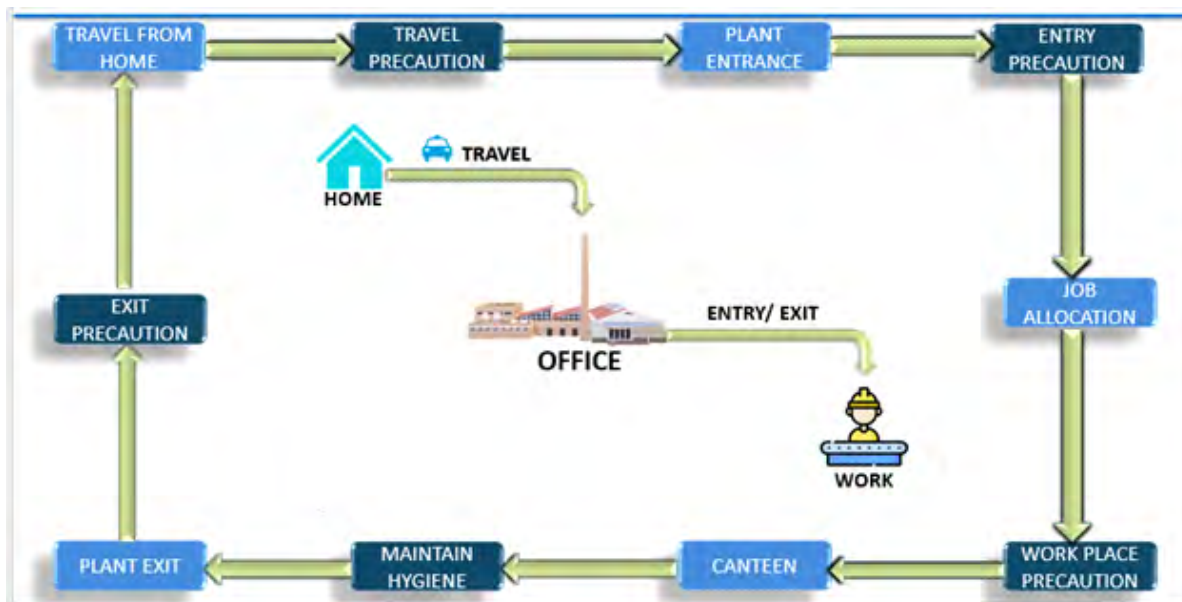 TRAVEL FROM
HOME
TRAVEL
PRECAUTION
PLANT
ENTRANCE
ENTRY
PRECAUTION
TRAVEL
HOME
ENTRY/ EXIT
OFFICE
WORK
EXIT
PRECAUTION
JOB
ALLOCATION
PLANT EXIT
MAINTAIN
HYGIENE
CANTEEN
WORK PLACE
PRECAUTION